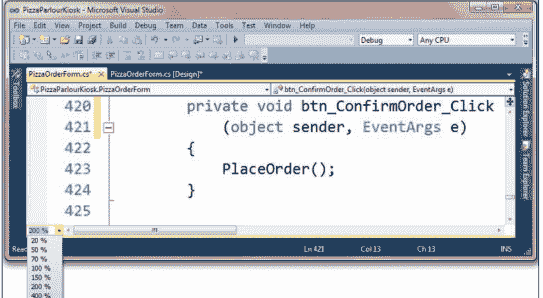 PizzaParlourKiosk - Microsoft Visual Studio
File Edit View Project Build Debug Team Data Tools Test Window Help
Debug Any CPU
PizzaOrderForm.cs* X PizzaOrderForm.cs [Design]*
Toolbox
Solution Explorer
Team Explorer
PizzaParlourKiosk.PizzaOrderForm btn_ConfirmOrder_Click(object sender, EventArgs e)
420 private void btn_ConfirmOrder_Click
421 (object sender, EventArgs e)
422 {
423 PlaceOrder();
424 }
425
200 %
Ln 421 Col 13 Ch 13 INS
20 %
50 %
70 %
100 %
150 %
200 %
400 %